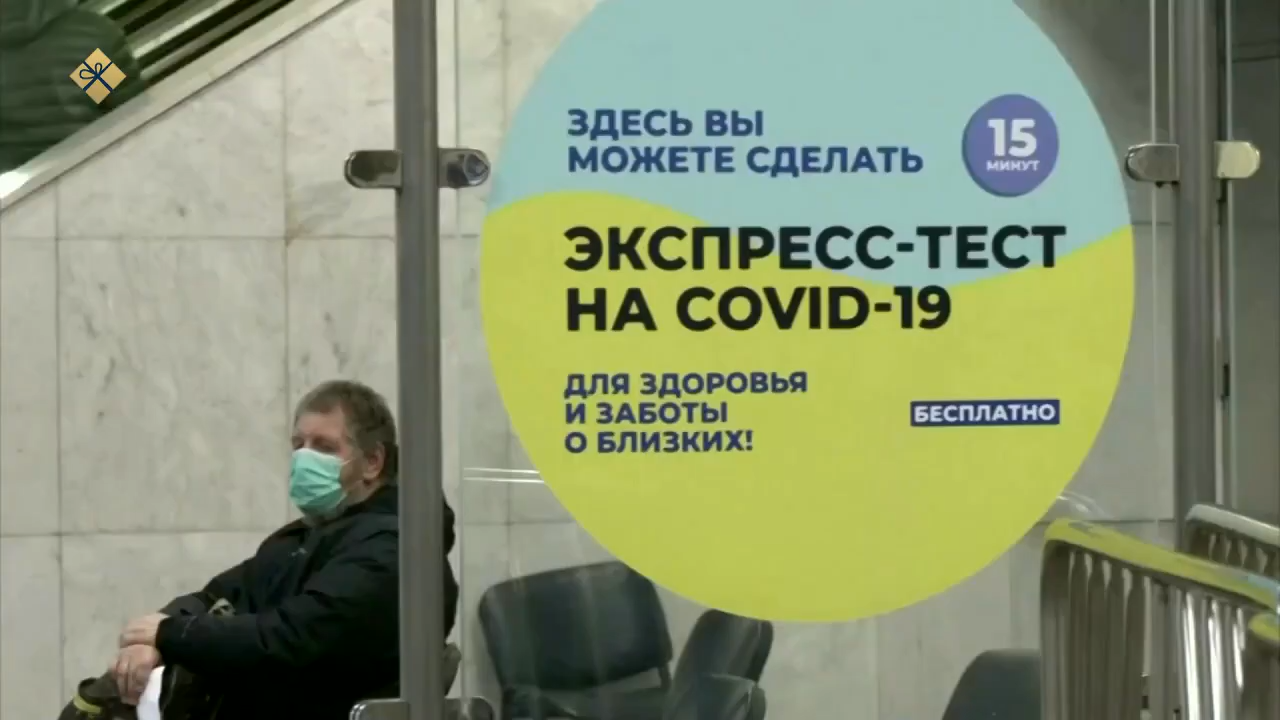 ЗДЕСЬ ВЫ
МОЖЕТЕ СДЕЛАТЬ
15
МИНУТ
ЭКСПРЕСС-ТЕСТ
НА COVID-19
ДЛЯ ЗДОРОВЬЯ
И ЗАБОТЫ
О БЛИЗКИХ!
БЕСПЛАТНО